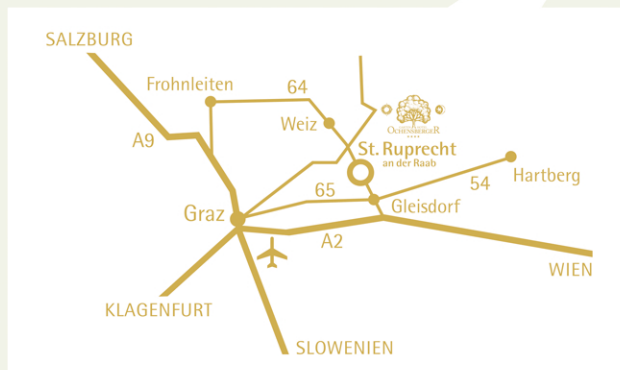 SALZBURG
Frohnleiten
64
OCHENSBERGER
Weiz
A9
St. Ruprecht
an der Raab
65
54
Hartberg
Graz
Gleisdorf
A2
WIEN
KLAGENFURT
SLOWENIEN